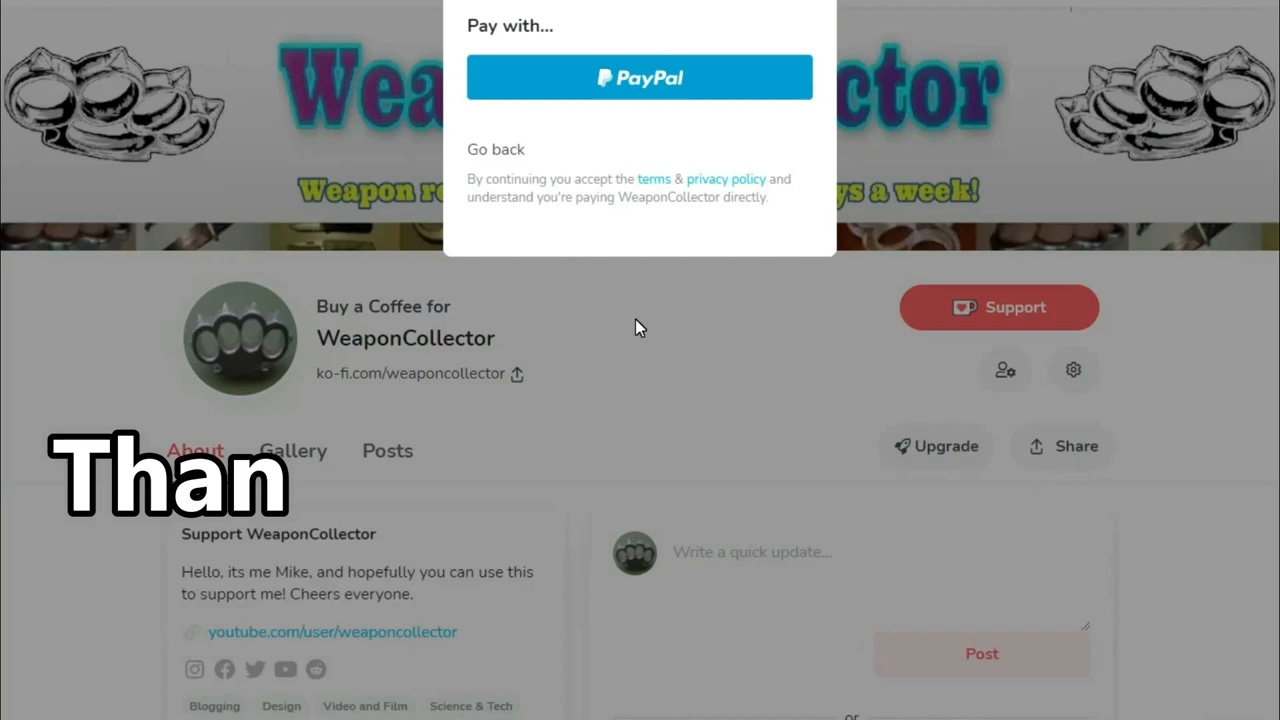 Pay with...
PayPal
Go back
By continuing you accept the terms & privacy policy and
understand you're paying WeaponCollector directly.
Wea ctor
Weapon re ys a week!
Buy a Coffee for
WeaponCollector
ko-fi.com/weaponcollector
Support
About Gallery Posts
Upgrade Share
Than
Support WeaponCollector
Hello, its me Mike, and hopefully you can use this
to support me! Cheers everyone.
youtube.com/user/weaponcollector
Blogging Design Video and Film Science & Tech
Write a quick update...
Post
or